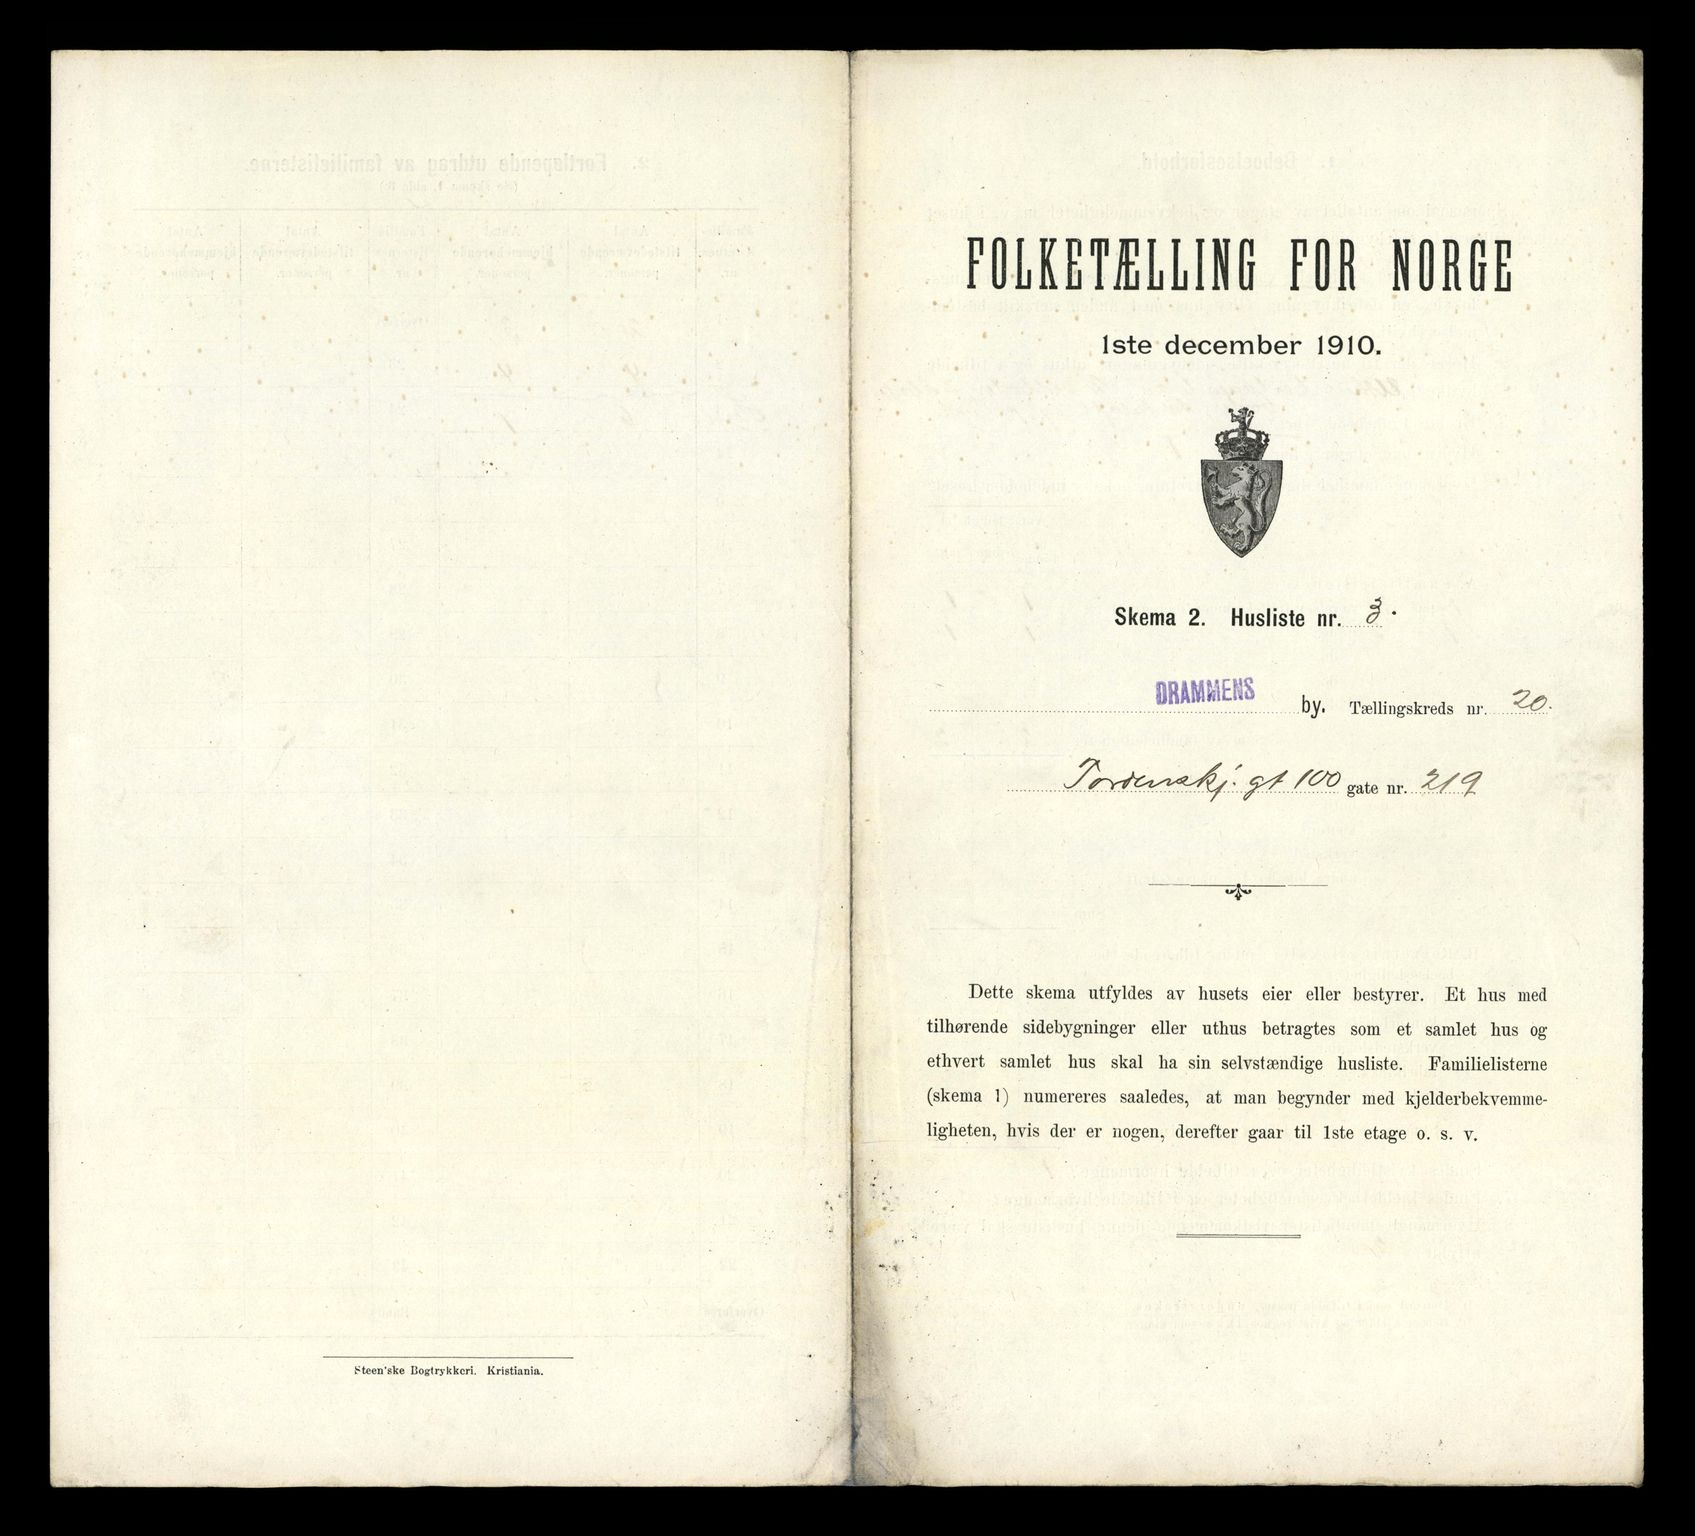 FOLKETÆLLING FOR NORGE
1ste december 1910.
Skema 2. Husliste nr. 3.
DRAMMENS by. Tællingskreds nr. 20.
Tordenskj. gt 100 gate nr. 219
Dette skema utfyldes av husets eier eller bestyrer. Et hus med
tilhørende sidebygninger eller uthus betragtes som et samlet hus og
ethvert samlet hus skal ha sin selvstændige husliste. Familielisterne
(skema 1) numereres saaledes, at man begynder med kjelderbekvemme-
ligheten, hvis der er nogen, derefter gaar til 1ste etage o. s. v.
Steen'ske Bogtrykkeri. Kristiania.